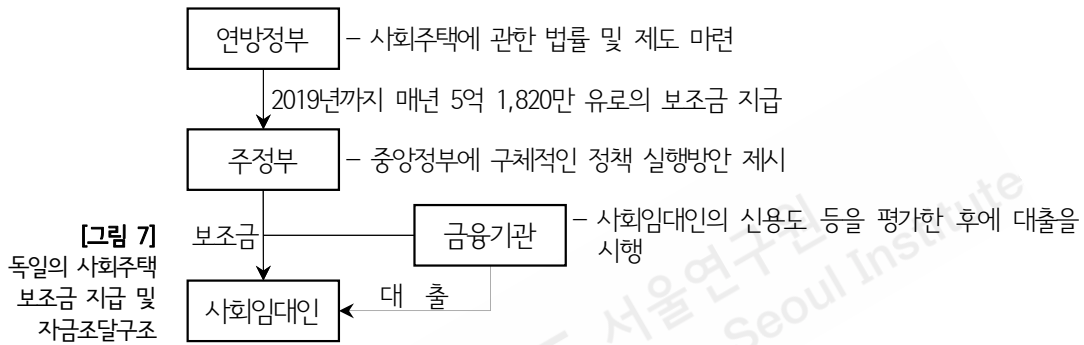 연방정부
– 사회주택에 관한 법률 및 제도 마련
2019년까지 매년 5억 1,820만 유로의 보조금 지급
주정부
– 중앙정부에 구체적인 정책 실행방안 제시
보조금
금융기관
– 사회임대인의 신용도 등을 평가한 후에 대출을
시행
[그림 7]
독일의 사회주택
보조금 지급 및
자금조달구조
사회임대인
대 출
서울연구원
Seoul Institute